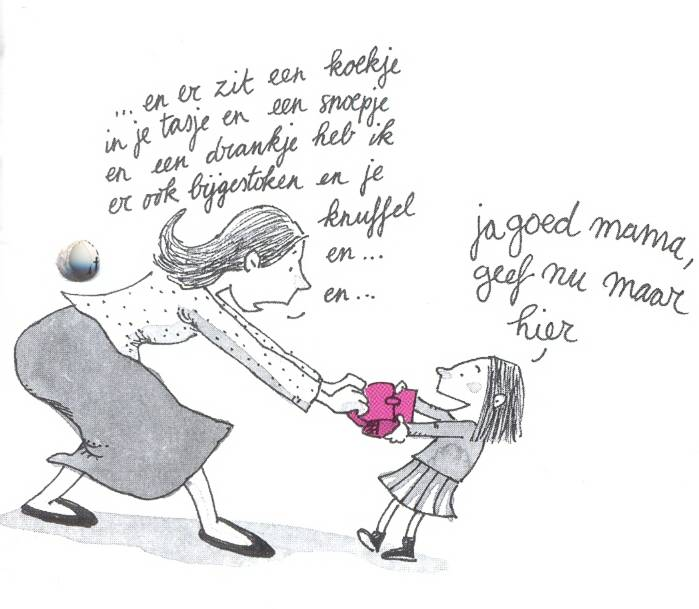 ... en er zit een koekje
in je tasje en een snoepje
en een drankje heb ik
er ook bijgestoken en je
knuffel
en...
en...
ja goed mama,
geef nu maar
hier